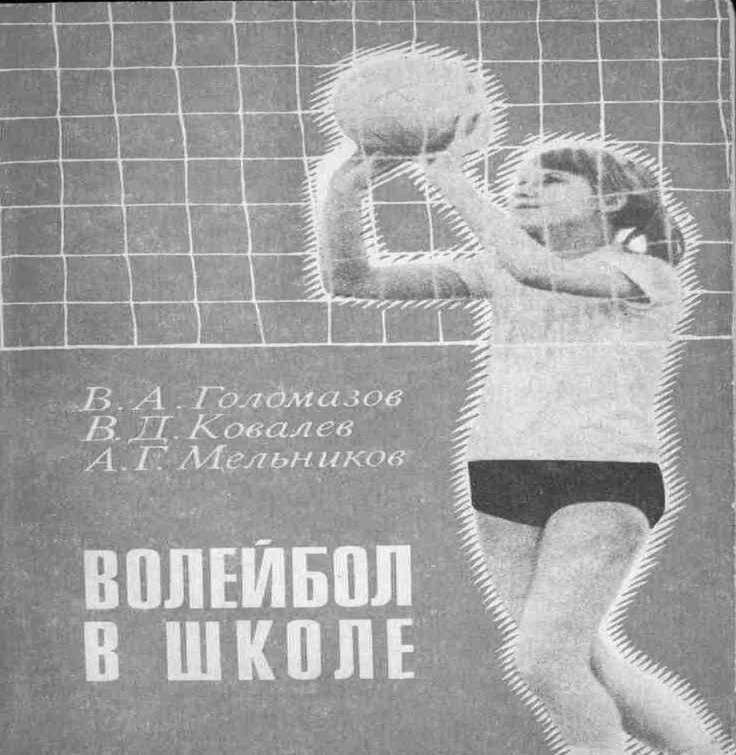 В. А. Голомазов
В. Д. Ковалев
А. Г. Мельников
ВОЛЕЙБОЛ
В ШКОЛЕ